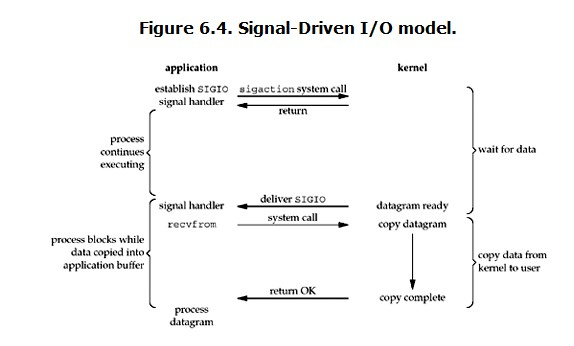 Figure 6.4. Signal-Driven I/O model.
application
kernel
establish SIGIO
sigaction system call
signal handler
return
process
continues
executing
wait for data
signal handler
deliver SIGIO
datagram ready
recvfrom
system call
copy datagram
process blocks while
data copied into
application buffer
copy data from
kernel to user
return OK
copy complete
process
datagram